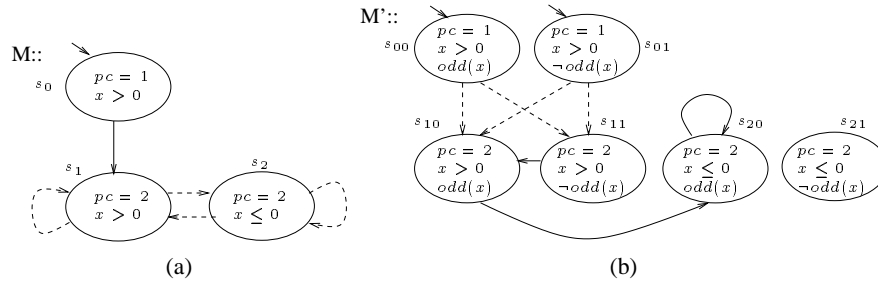 M::
s0
pc = 1
x > 0
s1
pc = 2
x > 0
s2
pc = 2
x ≤ 0
(a)
M'::
s00
pc = 1
x > 0
odd(x)
pc = 1
x > 0
¬odd(x)
s01
s10
pc = 2
x > 0
odd(x)
s11
pc = 2
x > 0
¬odd(x)
s20
pc = 2
x ≤ 0
odd(x)
s21
pc = 2
x ≤ 0
¬odd(x)
(b)